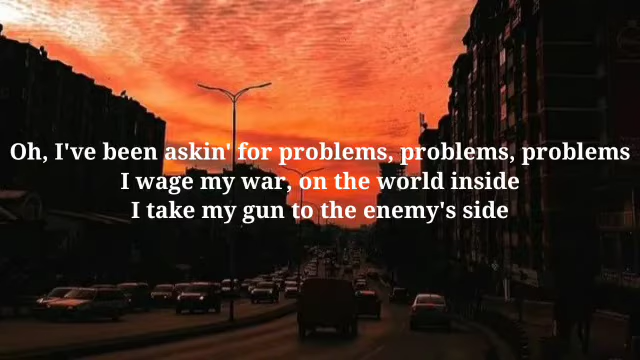 Oh, I've been askin' for problems, problems, problems
I wage my war, on the world inside
I take my gun to the enemy's side